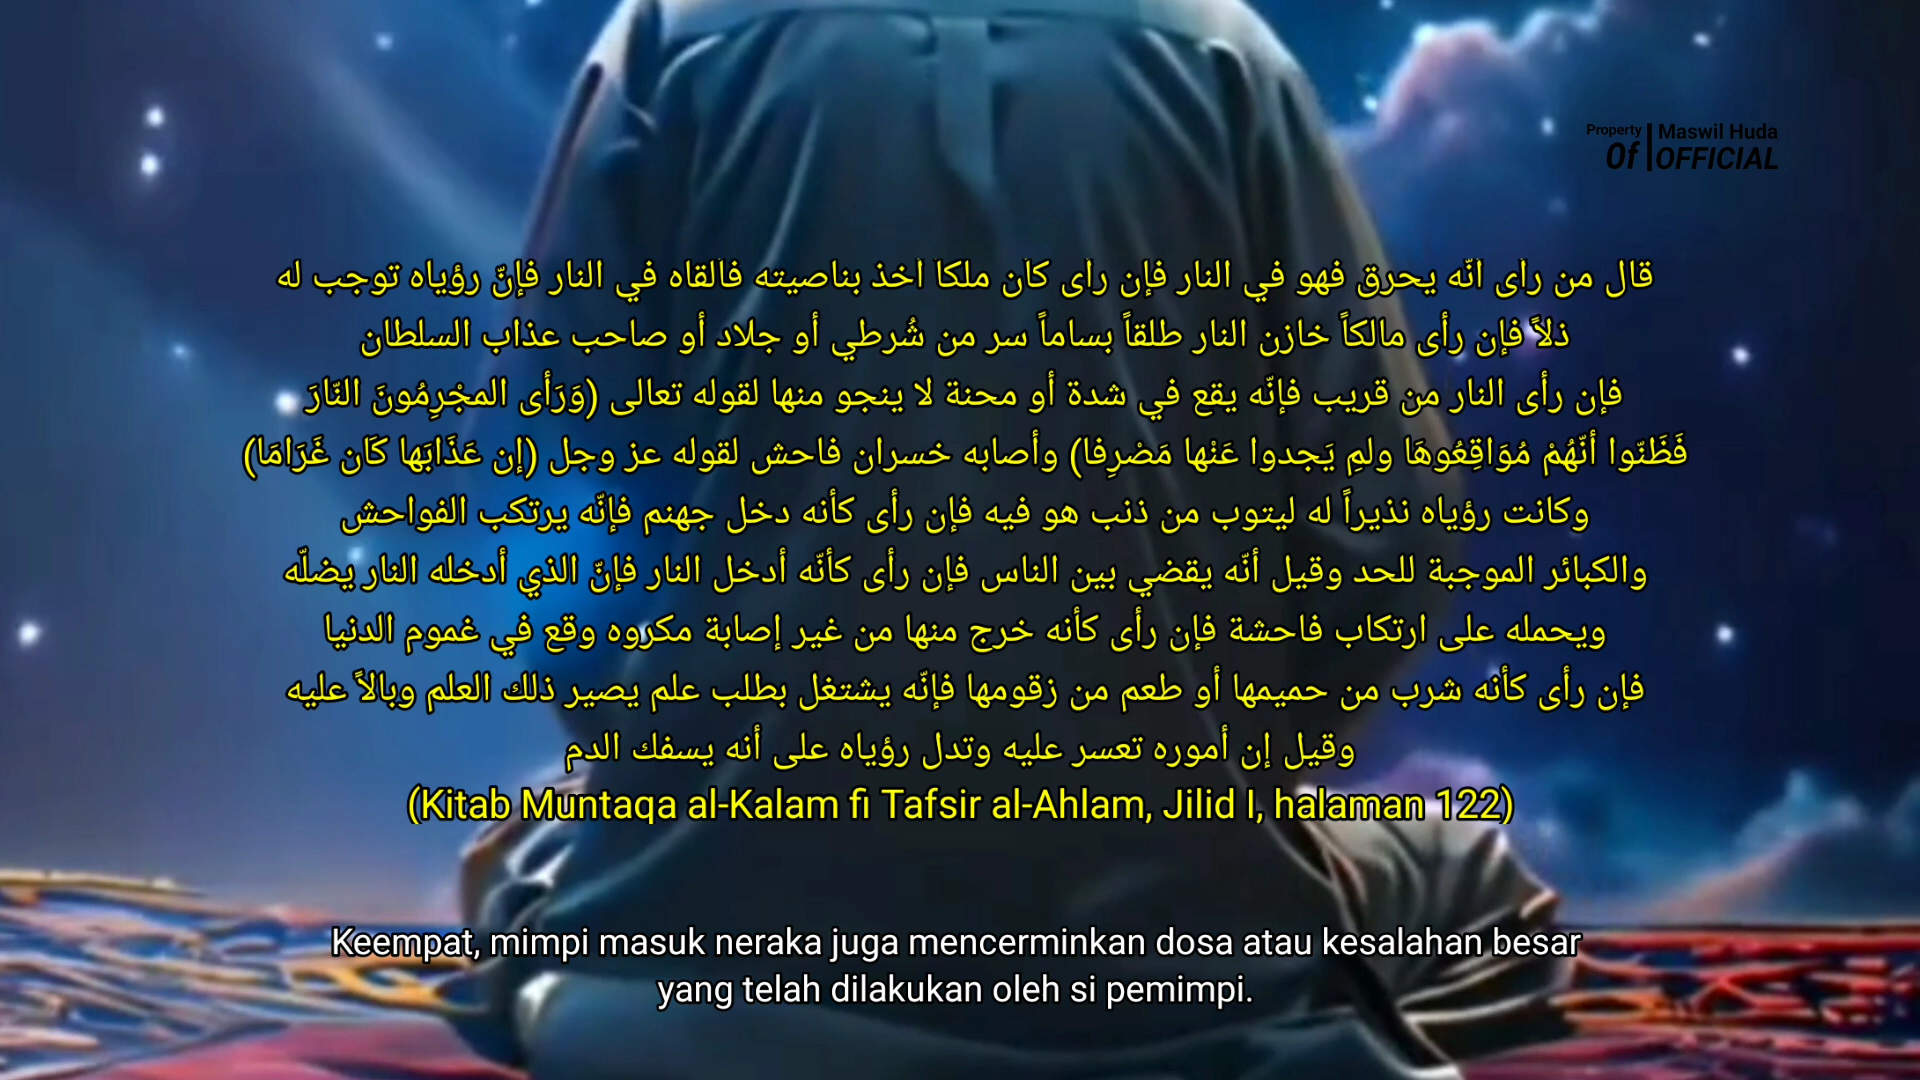 Property Of | Maswil Huda OFFICIAL
قال من رأى أنّه يحرق فهو في النار فإن رأى كأن ملكاً أخذ بناصيته فألقاه في النار فإنّ رؤياه توجب له
ذلاً فإن رأى مالكاً خازن النار طلقاً بساماً سر من شُرطي أو جلاد أو صاحب عذاب السلطان
فإن رأى النار من قريب فإنّه يقع في شدة أو محنة لا ينجو منها لقوله تعالى (وَرَأى المجْرِمُونَ النّارَ
فَظَنّوا أنّهُمْ مُوَاقِعُوهَا ولمِ يَجدوا عَنْها مَصْرِفا) وأصابه خسران فاحش لقوله عز وجل (إن عَذَابَها كَان غَرَامَا)
وكانت رؤياه نذيراً له ليتوب من ذنب هو فيه فإن رأى كأنه دخل جهنم فإنّه يرتكب الفواحش
والكبائر الموجبة للحد وقيل أنّه يقضي بين الناس فإن رأى كأنّه أدخل النار فإنّ الذي أدخله النار يضلّه
ويحمله على ارتكاب فاحشة فإن رأى كأنه خرج منها من غير إصابة مكروه وقع في غموم الدنيا
فإن رأى كأنه شرب من حميمها أو طعم من زقومها فإنّه يشتغل بطلب علم يصير ذلك العلم وبالاً عليه
وقيل إن أموره تعسر عليه وتدل رؤياه على أنه يسفك الدم
(Kitab Muntaqa al-Kalam fi Tafsir al-Ahlam, Jilid I, halaman 122)
Keempat, mimpi masuk neraka juga mencerminkan dosa atau kesalahan besar
yang telah dilakukan oleh si pemimpi.